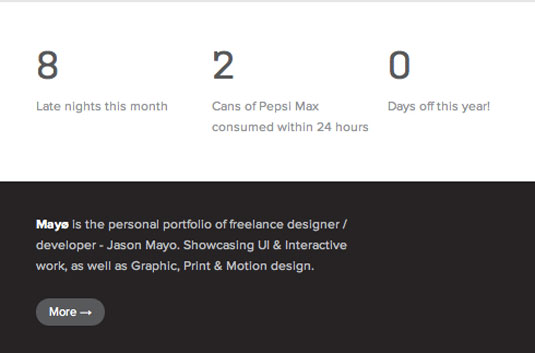 8
Late nights this month
2
Cans of Pepsi Max
consumed within 24 hours
0
Days off this year!
Mayø is the personal portfolio of freelance designer /
developer - Jason Mayo. Showcasing UI & Interactive
work, as well as Graphic, Print & Motion design.
More →